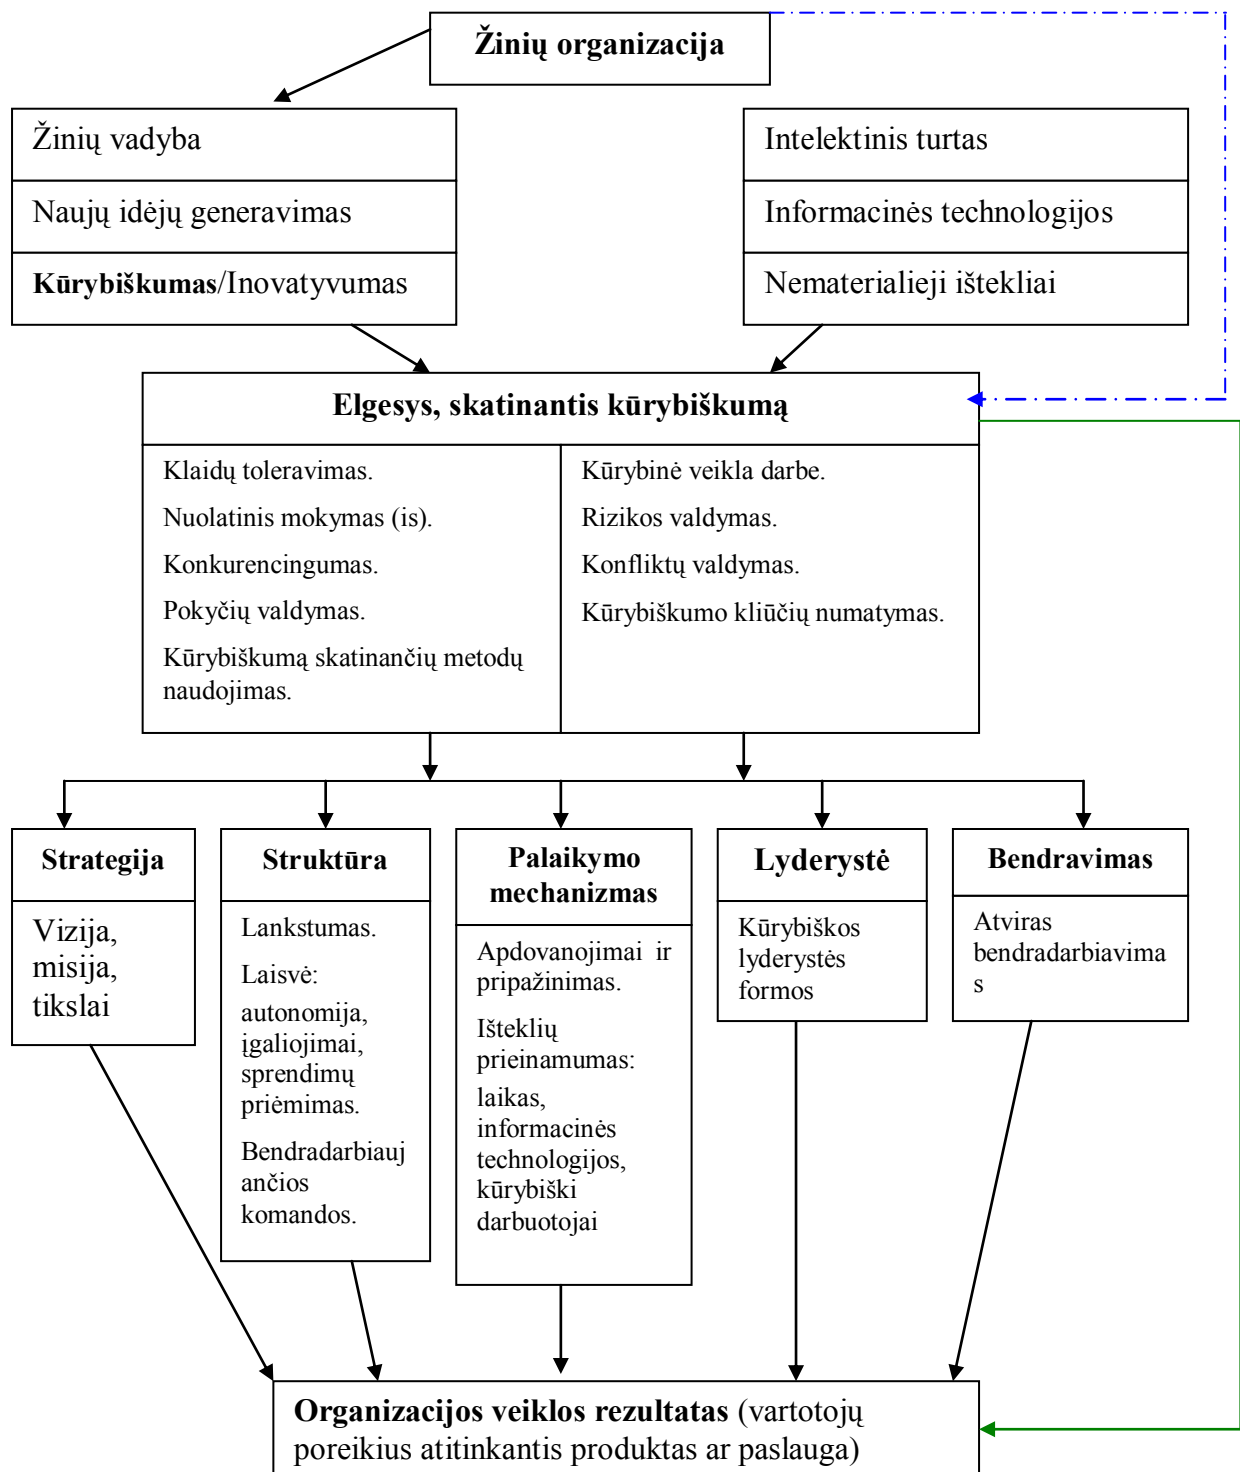 Žinių organizacija
Žinių vadyba
Naujų idėjų generavimas
Kūrybiškumas/Inovatyvumas
Intelektinis turtas
Informacinės technologijos
Nematerialieji ištekliai
Elgesys, skatinantis kūrybiškumą
Klaidų toleravimas.
Nuolatinis mokymas (is).
Konkurencingumas.
Pokyčių valdymas.
Kūrybiškumą skatinančių metodų
naudojimas.
Kūrybinė veikla darbe.
Rizikos valdymas.
Konfliktų valdymas.
Kūrybiškumo kliūčių numatymas.
Strategija
Vizija,
misija,
tikslai
Struktūra
Lankstumas.
Laisvė:
autonomija,
įgaliojimai,
sprendimų
priėmimas.
Bendradarbiauj
ančios
komandos.
Palaikymo
mechanizmas
Apdovanojimai ir
pripažinimas.
Išteklių
prieinamumas:
laikas,
informacinės
technologijos,
kūrybiški
darbuotojai
Lyderystė
Kūrybiškos
lyderystės
formos
Bendravimas
Atviras
bendradarbiavima
s
Organizacijos veiklos rezultatas (vartotojų
poreikius atitinkantis produktas ar paslauga)